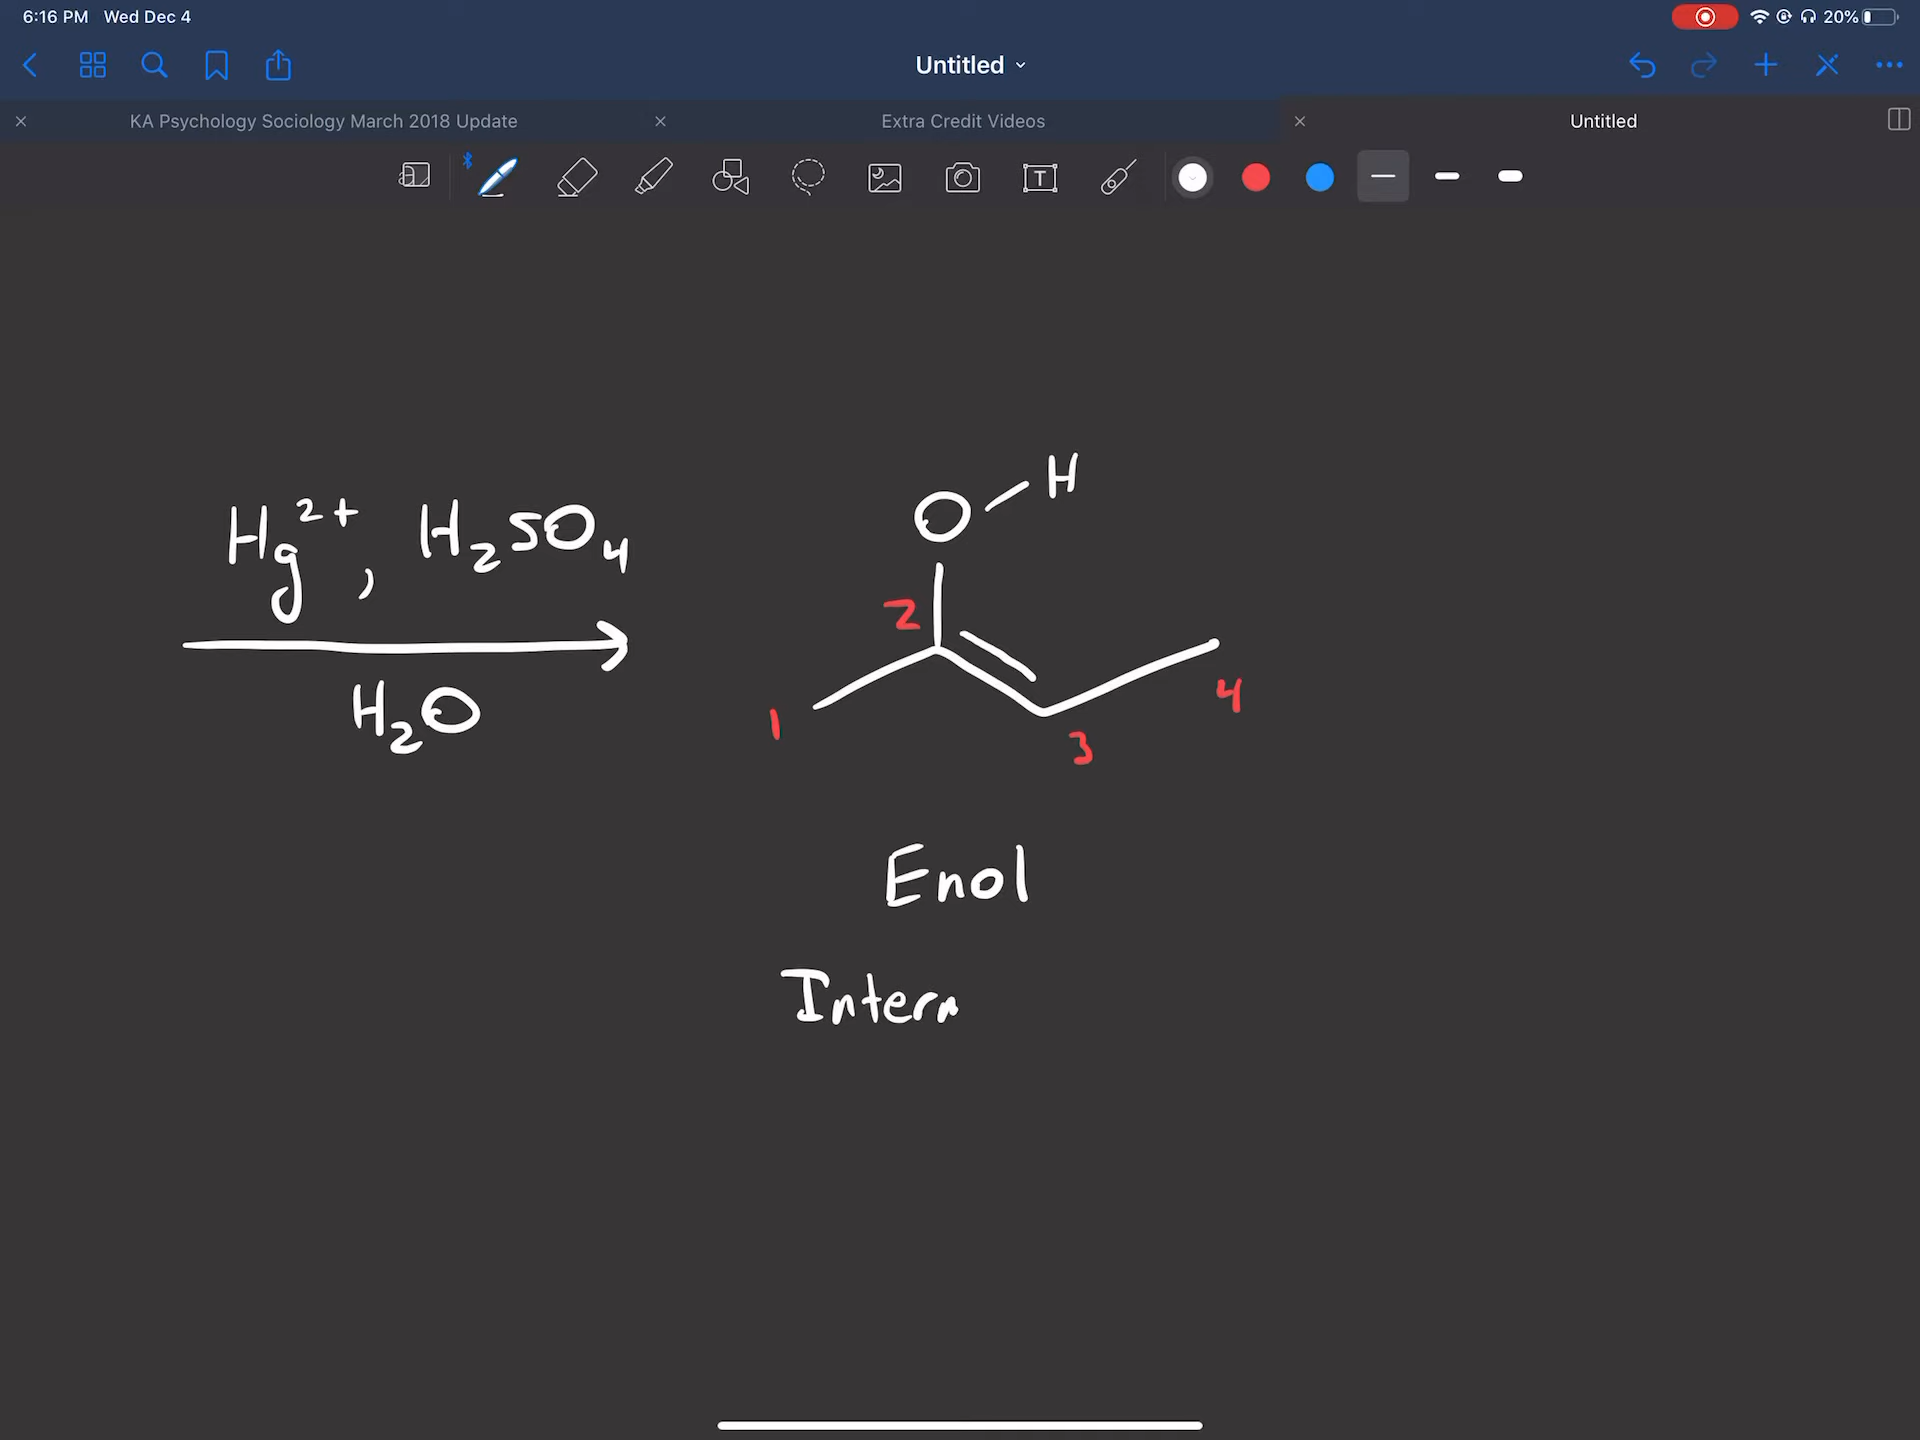 6:16 PM Wed Dec 4
20%
Untitled
KA Psychology Sociology March 2018 Update
Extra Credit Videos
Untitled
T
Hg²⁺, H₂SO₄
H₂O
O
H
2
1
3
4
Enol
Intern